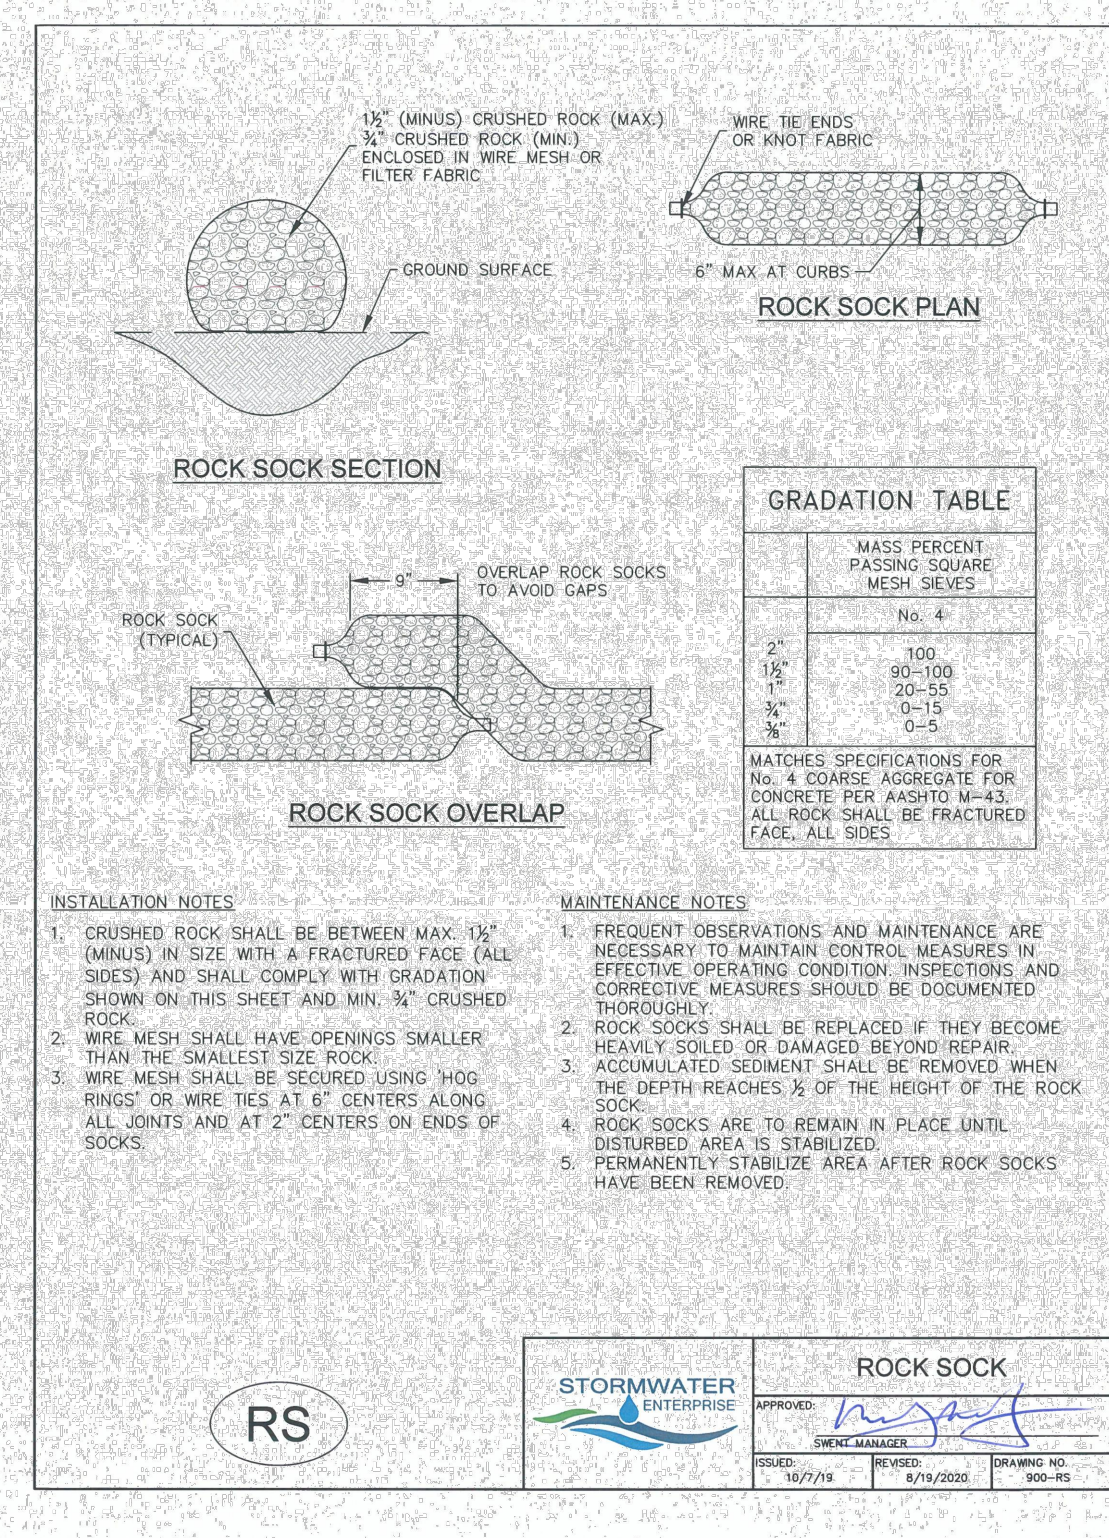 1½" (MINUS) CRUSHED ROCK (MAX.)
¾" CRUSHED ROCK (MIN.)
ENCLOSED IN WIRE MESH OR
FILTER FABRIC
GROUND SURFACE
ROCK SOCK SECTION
WIRE TIE ENDS
OR KNOT FABRIC
6" MAX AT CURBS
ROCK SOCK PLAN
9"
OVERLAP ROCK SOCKS
TO AVOID GAPS
ROCK SOCK
(TYPICAL)
ROCK SOCK OVERLAP
GRADATION TABLE
MASS PERCENT
PASSING SQUARE
MESH SIEVES
No. 4
2" 100
1½" 90-100
1" 20-55
¾" 0-15
⅜" 0-5
MATCHES SPECIFICATIONS FOR
No. 4 COARSE AGGREGATE FOR
CONCRETE PER AASHTO M-43.
ALL ROCK SHALL BE FRACTURED
FACE, ALL SIDES
INSTALLATION NOTES
1. CRUSHED ROCK SHALL BE BETWEEN MAX. 1½"
(MINUS) IN SIZE WITH A FRACTURED FACE (ALL
SIDES) AND SHALL COMPLY WITH GRADATION
SHOWN ON THIS SHEET AND MIN. ¾" CRUSHED
ROCK.
2. WIRE MESH SHALL HAVE OPENINGS SMALLER
THAN THE SMALLEST SIZE ROCK.
3. WIRE MESH SHALL BE SECURED USING 'HOG
RINGS' OR WIRE TIES AT 6" CENTERS ALONG
ALL JOINTS AND AT 2" CENTERS ON ENDS OF
SOCKS.
MAINTENANCE NOTES
1. FREQUENT OBSERVATIONS AND MAINTENANCE ARE
NECESSARY TO MAINTAIN CONTROL MEASURES IN
EFFECTIVE OPERATING CONDITION. INSPECTIONS AND
CORRECTIVE MEASURES SHOULD BE DOCUMENTED
THOROUGHLY.
2. ROCK SOCKS SHALL BE REPLACED IF THEY BECOME
HEAVILY SOILED OR DAMAGED BEYOND REPAIR.
3. ACCUMULATED SEDIMENT SHALL BE REMOVED WHEN
THE DEPTH REACHES ½ OF THE HEIGHT OF THE ROCK
SOCK.
4. ROCK SOCKS ARE TO REMAIN IN PLACE UNTIL
DISTURBED AREA IS STABILIZED.
5. PERMANENTLY STABILIZE AREA AFTER ROCK SOCKS
HAVE BEEN REMOVED.
RS
STORMWATER
ENTERPRISE
ROCK SOCK
APPROVED:
SWENT MANAGER
ISSUED:
10/7/19
REVISED:
8/19/2020
DRAWING NO.
900-RS